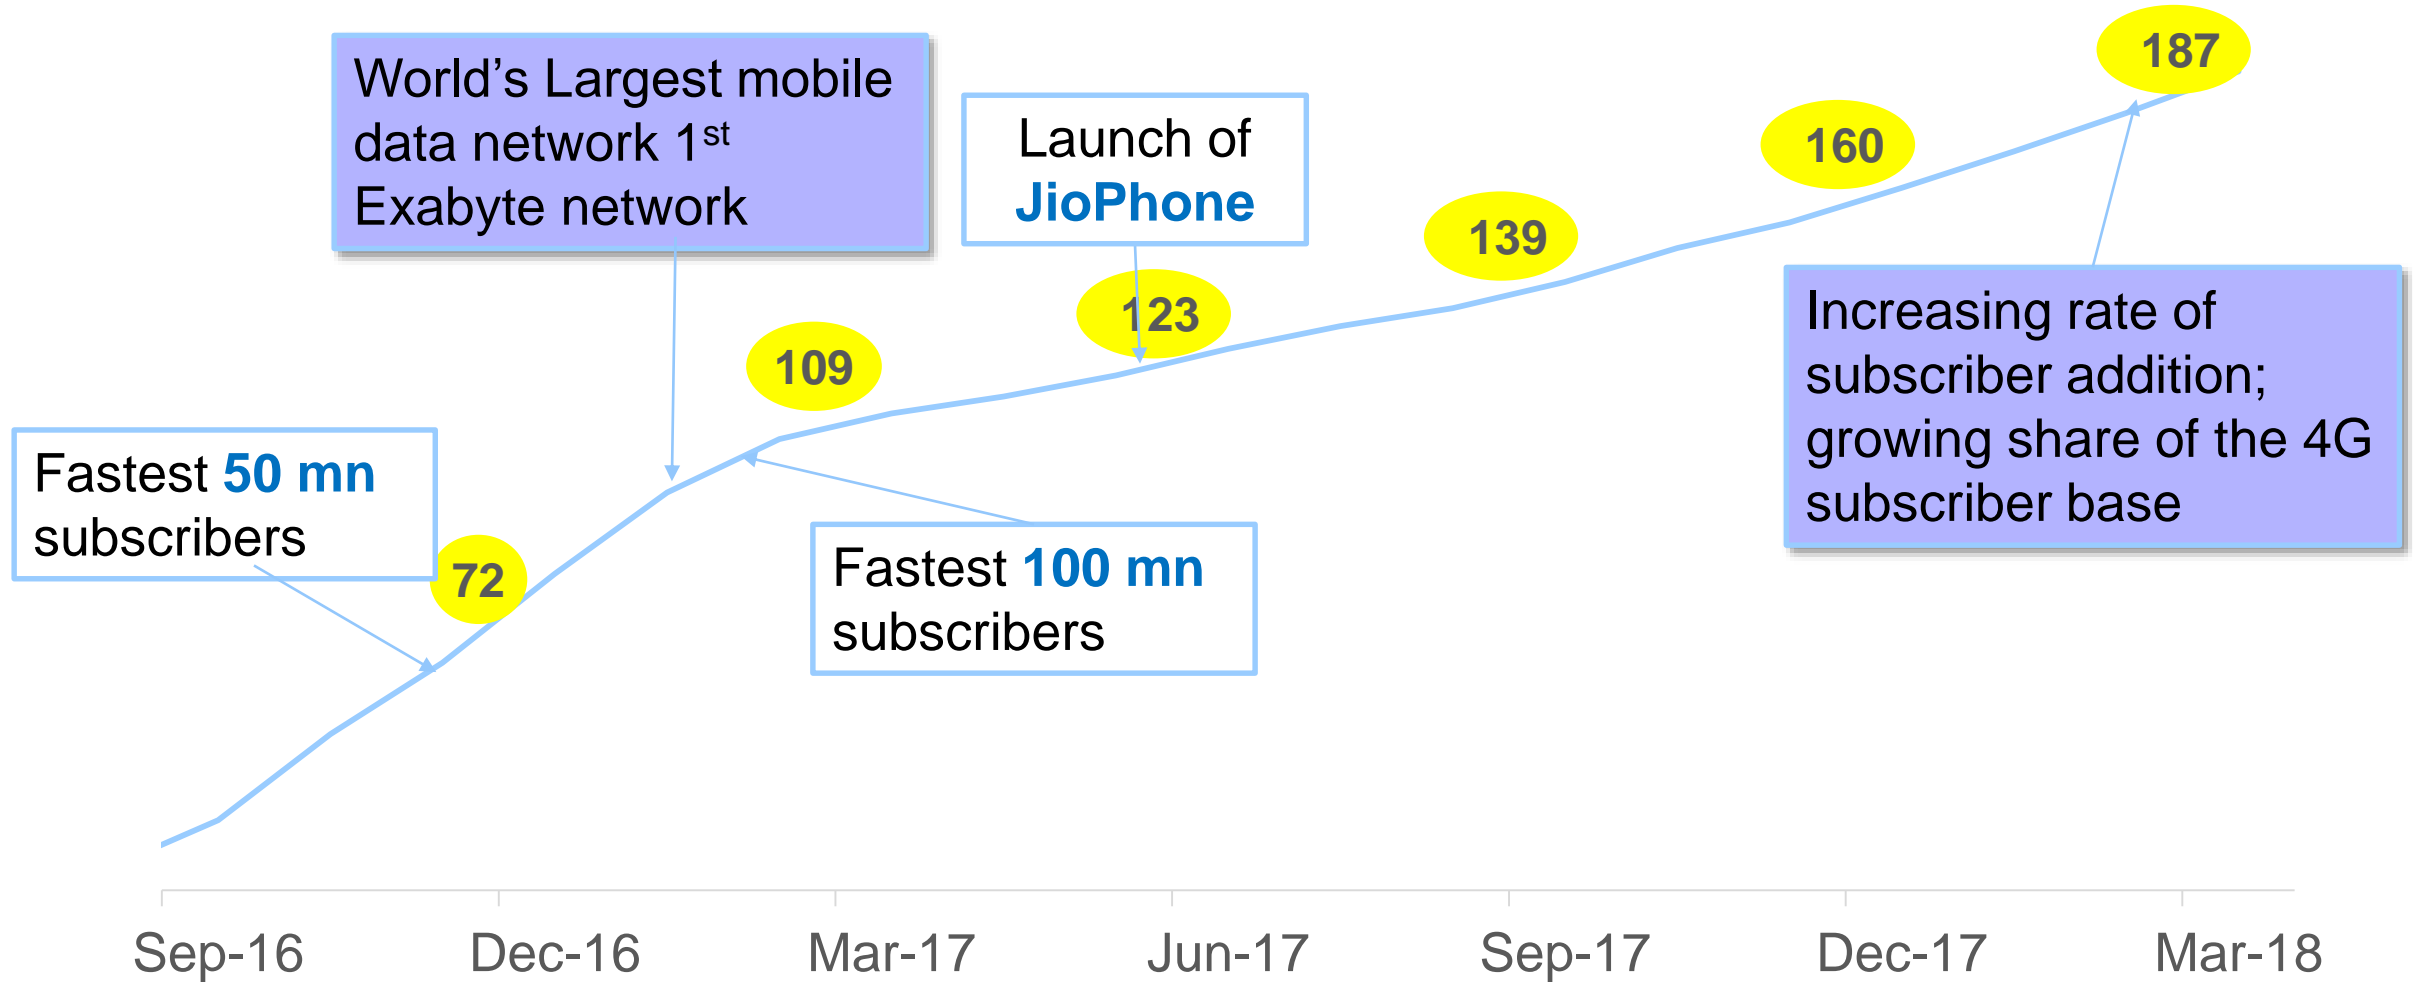 World’s Largest mobile
data network 1st
Exabyte network
Launch of
JioPhone
187
160
139
123
109
72
Fastest 50 mn
subscribers
Fastest 100 mn
subscribers
Increasing rate of
subscriber addition;
growing share of the 4G
subscriber base
Sep-16
Dec-16
Mar-17
Jun-17
Sep-17
Dec-17
Mar-18